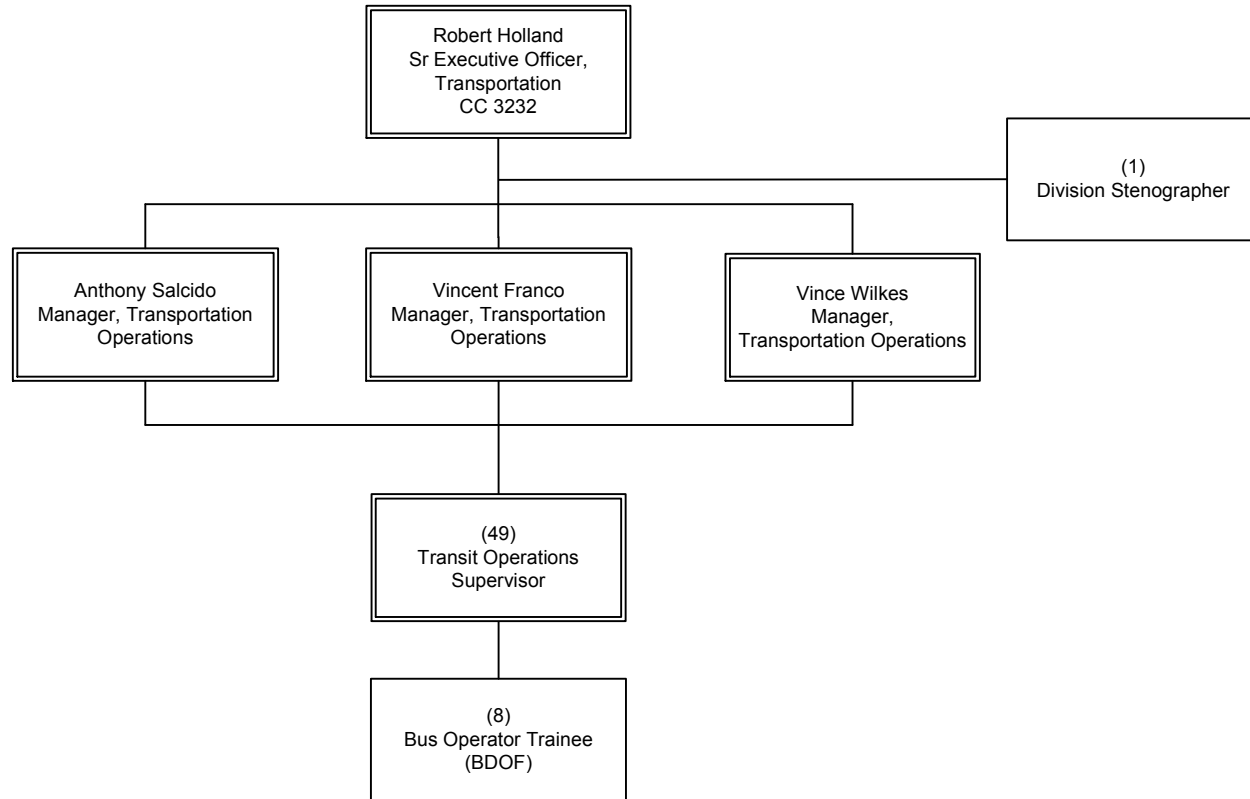 Robert Holland
Sr Executive Officer,
Transportation
CC 3232
(1)
Division Stenographer
Anthony Salcido
Manager, Transportation
Operations
Vincent Franco
Manager, Transportation
Operations
Vince Wilkes
Manager,
Transportation Operations
(49)
Transit Operations
Supervisor
(8)
Bus Operator Trainee
(BDOF)